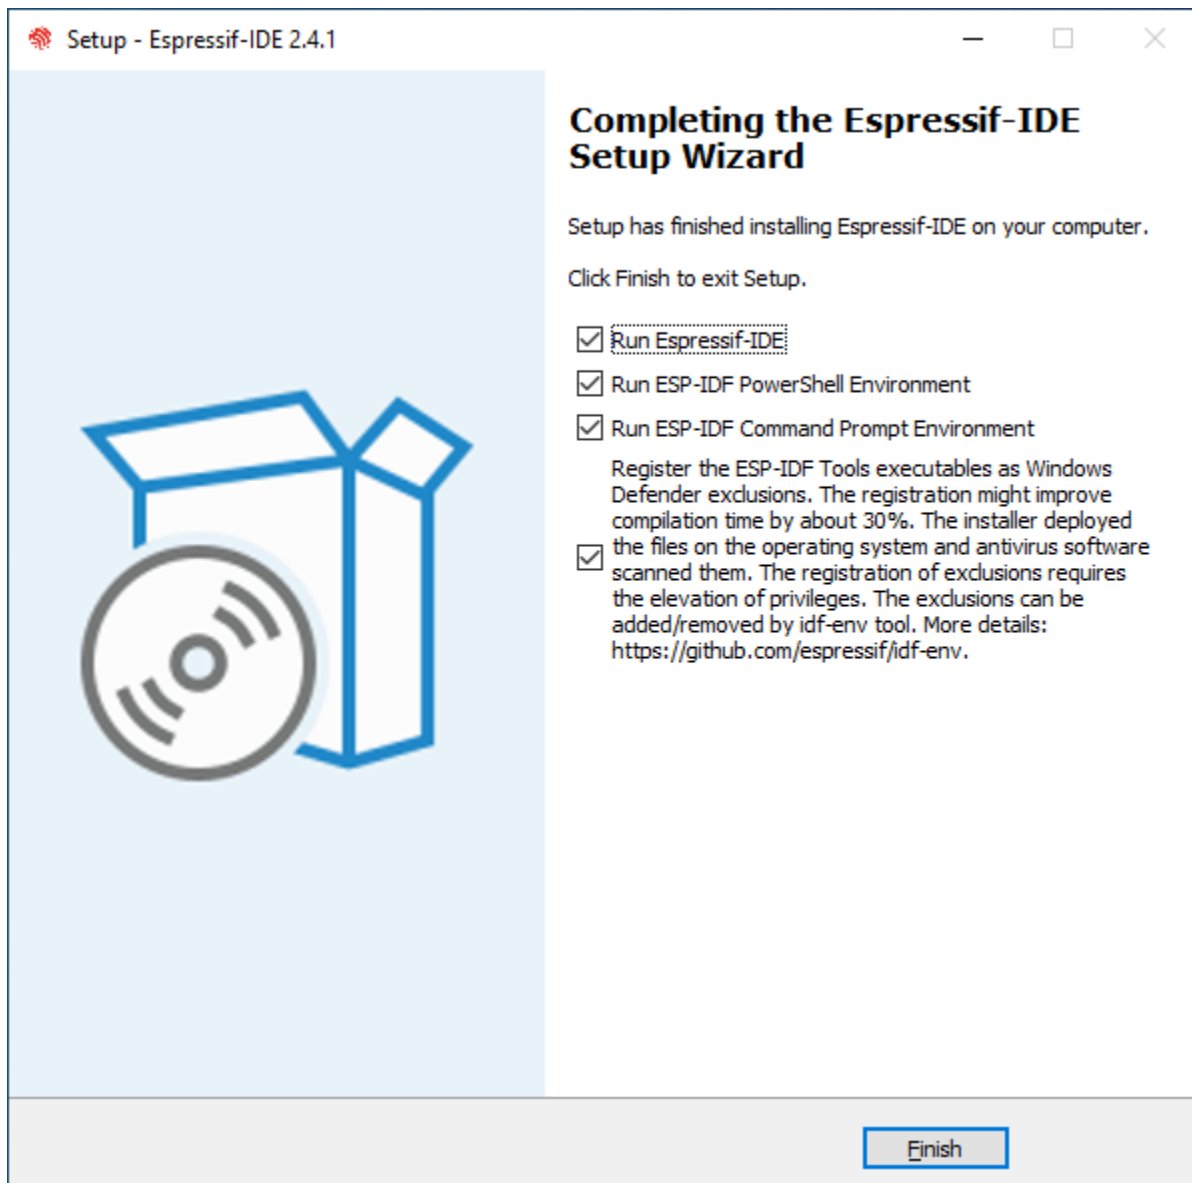 Setup - Espressif-IDE 2.4.1
Completing the Espressif-IDE
Setup Wizard
Setup has finished installing Espressif-IDE on your computer.
Click Finish to exit Setup.
Run Espressif-IDE
Run ESP-IDF PowerShell Environment
Run ESP-IDF Command Prompt Environment
Register the ESP-IDF Tools executables as Windows
Defender exclusions. The registration might improve
compilation time by about 30%. The installer deployed
the files on the operating system and antivirus software
scanned them. The registration of exclusions requires
the elevation of privileges. The exclusions can be
added/removed by idf-env tool. More details:
https://github.com/espressif/idf-env.
Finish